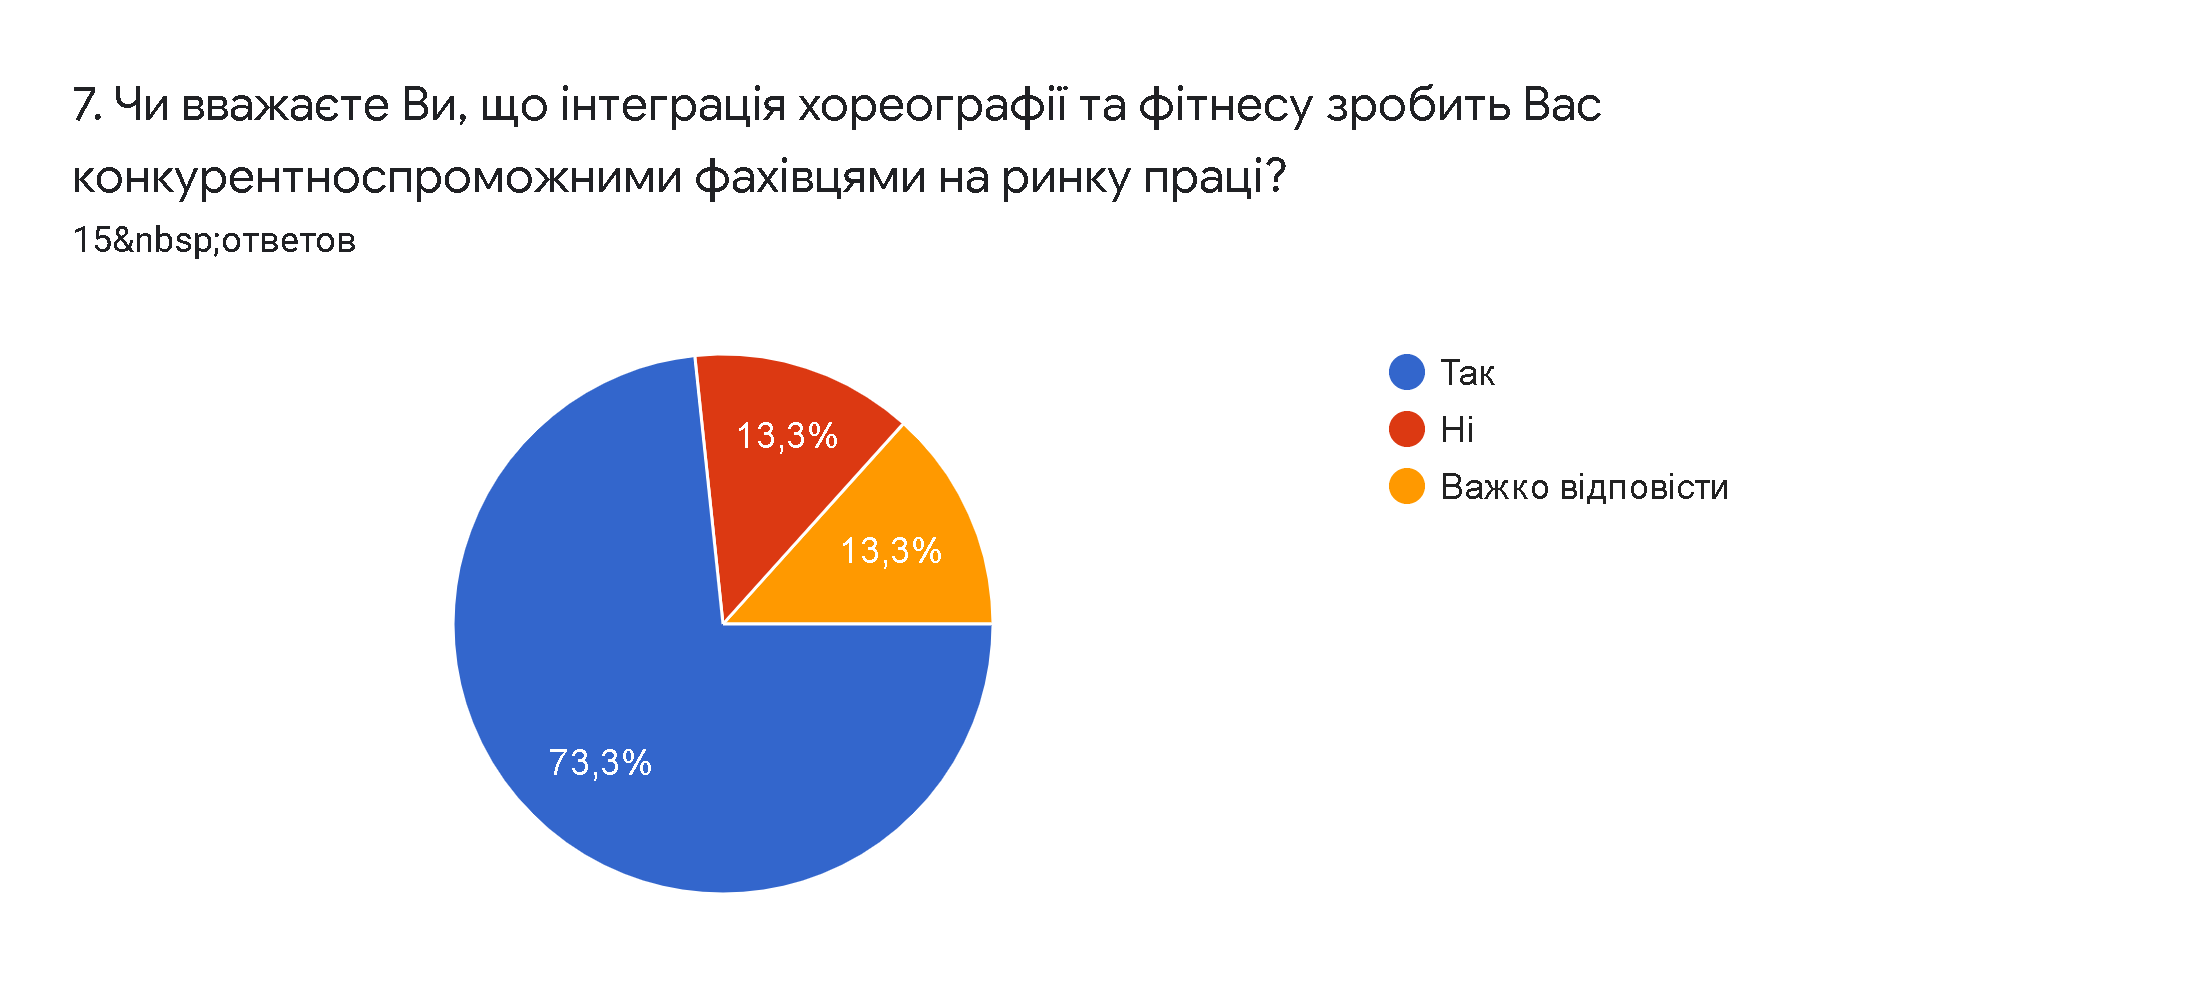 7. Чи вважаєте Ви, що інтеграція хореографії та фітнесу зробить Вас
конкурентноспроможними фахівцями на ринку праці?
15&nbsp;ответов
Так
Ні
Важко відповісти
13,3%
13,3%
73,3%